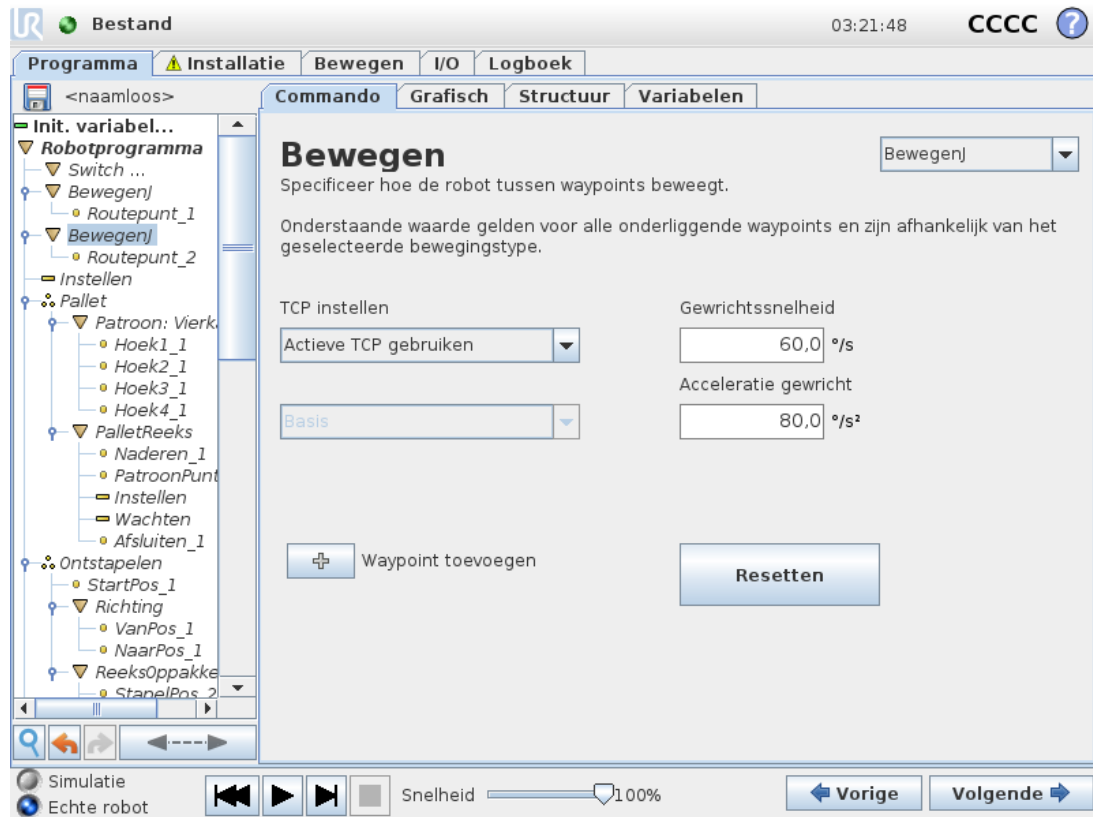 UR Bestand 03:21:48 CCCC ?
Programma Installatie Bewegen I/O Logboek
<naamloos>
Commando Grafisch Structuur Variabelen
Init. variabel...
Robotprogramma
Switch ...
BewegenJ
Routepunt_1
BewegenJ
Routepunt_2
Instellen
Pallet
Patroon: Vierk
Hoek1_1
Hoek2_1
Hoek3_1
Hoek4_1
PalletReeks
Naderen_1
PatroonPunt
Instellen
Wachten
Afsluiten_1
Ontstapelen
StartPos_1
Richting
VanPos_1
NaarPos_1
ReeksOppakke
StapelPos_2
Bewegen
BewegenJ
Specificeer hoe de robot tussen waypoints beweegt.
Onderstaande waarde gelden voor alle onderliggende waypoints en zijn afhankelijk van het
geselecteerde bewegingstype.
TCP instellen
Actieve TCP gebruiken
Basis
Gewrichtssnelheid
60,0 °/s
Acceleratie gewricht
80,0 °/s²
Waypoint toevoegen
Resetten
Simulatie
Echte robot
Snelheid 100%
Vorige
Volgende